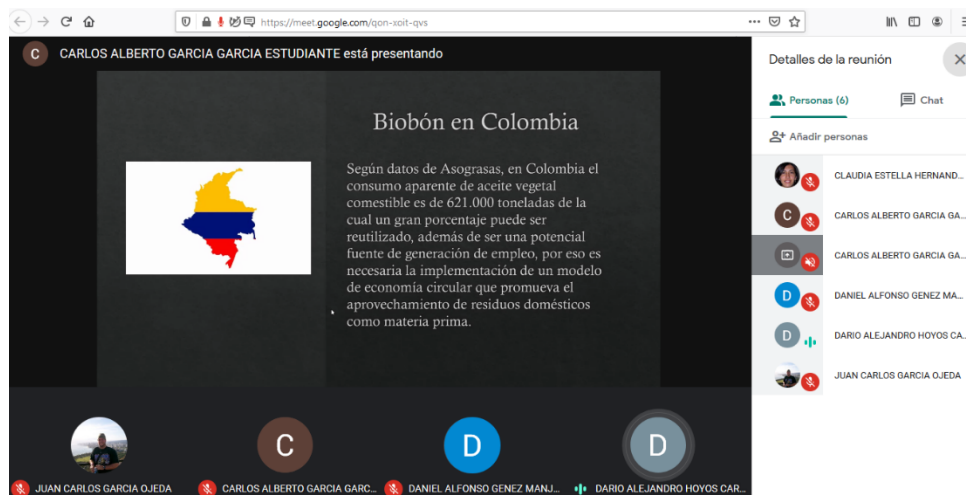 https://meet.google.com/qon-xoit-qvs
C CARLOS ALBERTO GARCIA GARCIA ESTUDIANTE está presentando
Biobón en Colombia
Según datos de Asograsas, en Colombia el
consumo aparente de aceite vegetal
comestible es de 621.000 toneladas de la
cual un gran porcentaje puede ser
reutilizado, además de ser una potencial
fuente de generación de empleo, por eso es
necesaria la implementación de un modelo
de economía circular que promueva el
aprovechamiento de residuos domésticos
como materia prima.
Detalles de la reunión
Personas (6) Chat
Añadir personas
CLAUDIA ESTELLA HERNAND...
C CARLOS ALBERTO GARCIA GA...
CARLOS ALBERTO GARCIA GA...
D DANIEL ALFONSO GENEZ MA...
D DARIO ALEJANDRO HOYOS CA...
JUAN CARLOS GARCIA OJEDA
C
D
D
JUAN CARLOS GARCIA OJEDA
CARLOS ALBERTO GARCIA GARC...
DANIEL ALFONSO GENEZ MANJ...
DARIO ALEJANDRO HOYOS CAR...